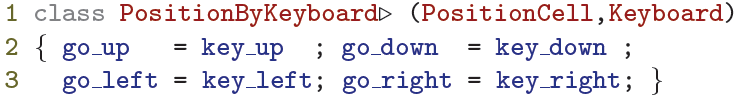 1 class PositionByKeyboard▷ (PositionCell,Keyboard)
2 { go_up   = key_up  ; go_down  = key_down ;
3   go_left = key_left; go_right = key_right; }